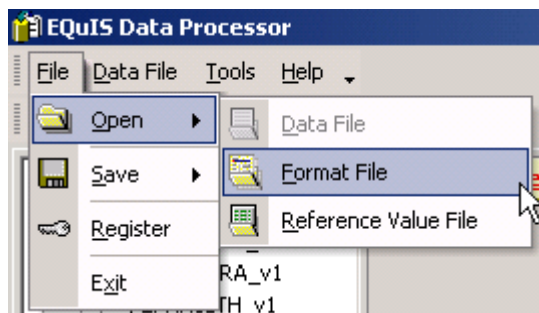 EQuIS Data Processor
File Data File Tools Help
Open
Data File
Save
Format File
Register
Reference Value File
Exit
RA_v1
TH_v1